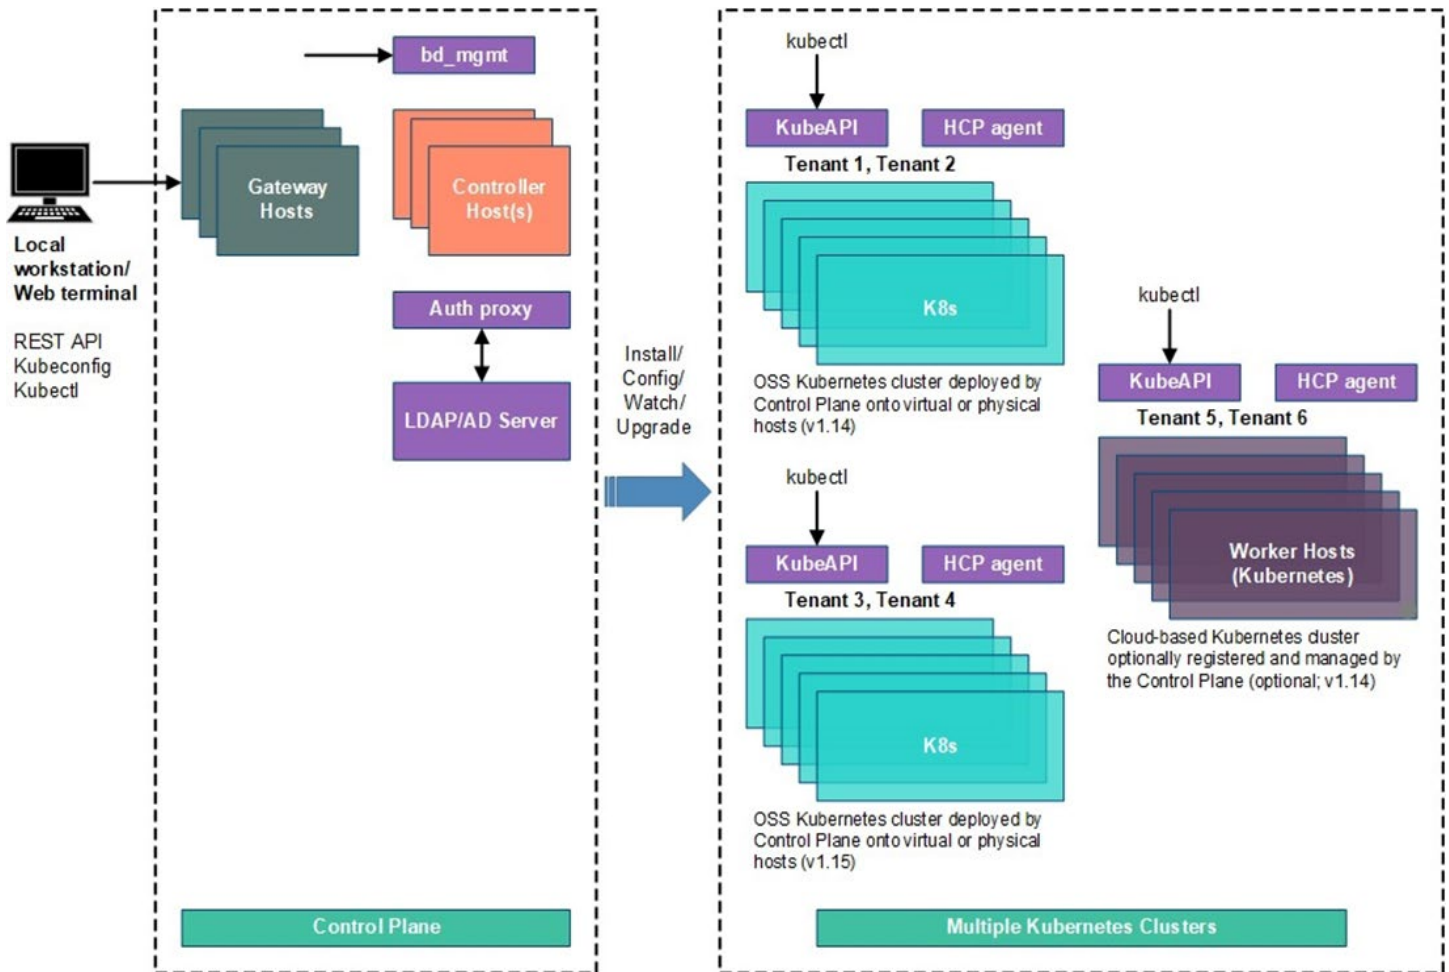 bd_mgmt
Gateway
Hosts
Controller
Host(s)
Local
workstation/
Web terminal
REST API
Kubeconfig
Kubectl
Auth proxy
LDAP/AD Server
Control Plane
Install/
Config/
Watch/
Upgrade
kubectl
KubeAPI
HCP agent
Tenant 1, Tenant 2
K8s
OSS Kubernetes cluster deployed by
Control Plane onto virtual or physical
hosts (v1.14)
kubectl
KubeAPI
HCP agent
Tenant 3, Tenant 4
K8s
OSS Kubernetes cluster deployed by
Control Plane onto virtual or physical
hosts (v1.15)
kubectl
KubeAPI
HCP agent
Tenant 5, Tenant 6
Worker Hosts
(Kubernetes)
Cloud-based Kubernetes cluster
optionally registered and managed by
the Control Plane (optional; v1.14)
Multiple Kubernetes Clusters